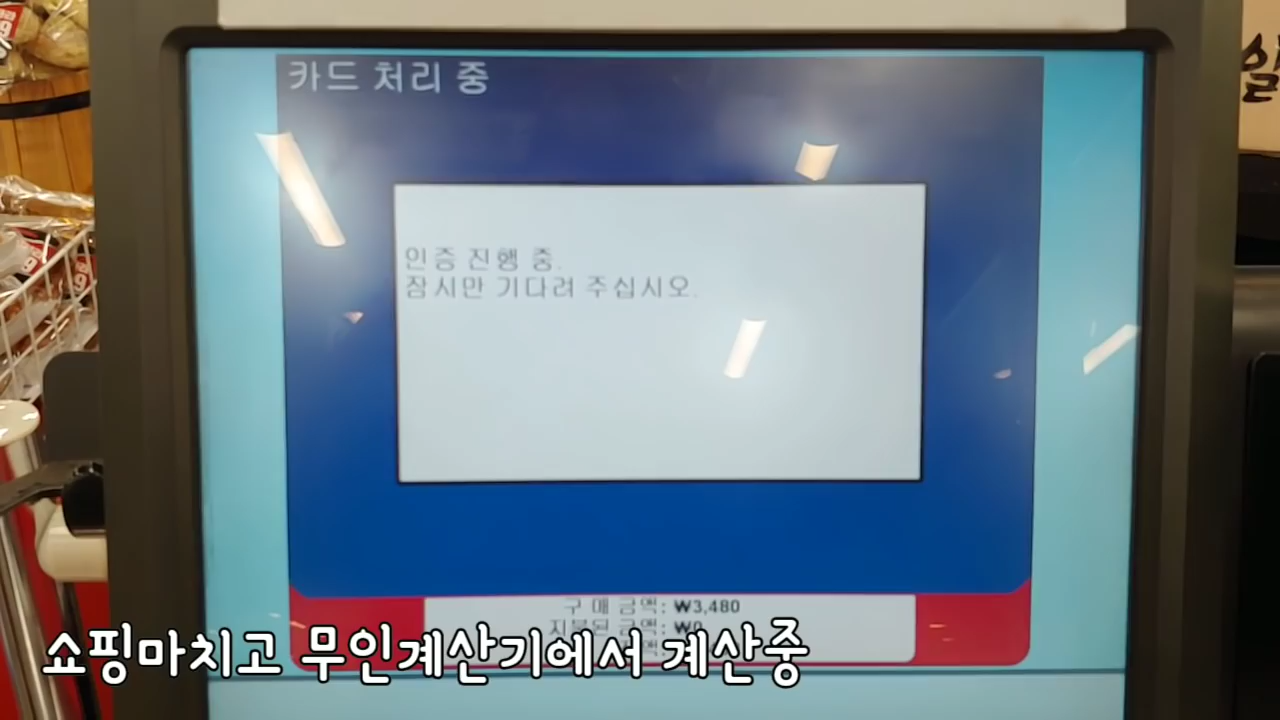 카드 처리 중
인증 진행 중.
잠시만 기다려 주십시오.
구매 금액: ₩3,480
지불된 금액: ₩0
쇼핑마치고 무인계산기에서 계산중